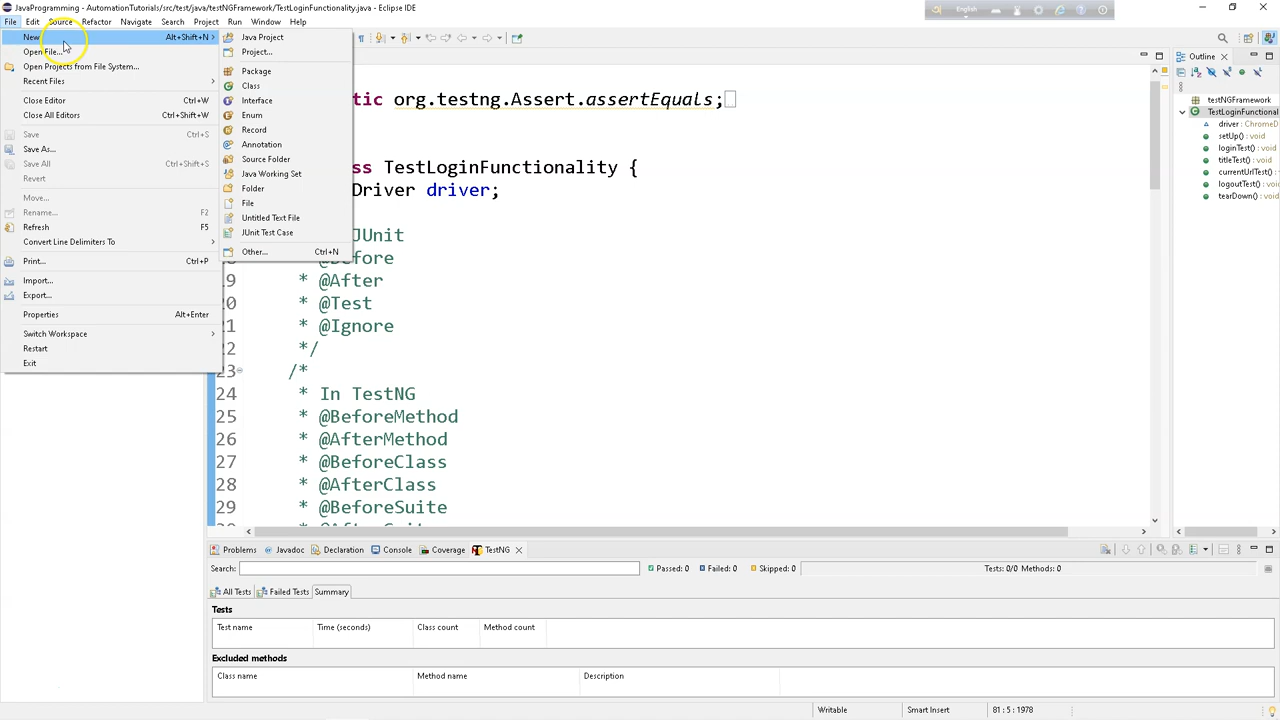 JavaProgramming - AutomationTutorials/src/test/java/testNGFramework/TestLoginFunctionality.java - Eclipse IDE
English
File Edit Source Refactor Navigate Search Project Run Window Help
New Alt+Shift+N
Open File...
Open Projects from File System...
Recent Files
Close Editor Ctrl+W
Close All Editors Ctrl+Shift+W
Save Ctrl+S
Save As...
Save All Ctrl+Shift+S
Revert
Move...
Rename... F2
Refresh F5
Convert Line Delimiters To
Print... Ctrl+P
Import...
Export...
Properties Alt+Enter
Switch Workspace
Restart
Exit
Java Project
Project...
Package
Class
Interface
Enum
Record
Annotation
Source Folder
Java Working Set
Folder
File
Untitled Text File
JUnit Test Case
Other... Ctrl+N
tic org.testng.Assert.assertEquals;
ss TestLoginFunctionality {
Driver driver;
JUnit
19 * @After
20 * @Test
21 * @Ignore
22 */
23 /*
24 * In TestNG
25 * @BeforeMethod
26 * @AfterMethod
27 * @BeforeClass
28 * @AfterClass
29 * @BeforeSuite
Outline
testNGFramework
TestLoginFunctional
driver : ChromeD
setUp() : void
loginTest() : void
titleTest() : void
currentUrlTest() :
logoutTest() : void
tearDown() : void
Problems Javadoc Declaration Console Coverage TestNG
Search: Passed: 0 Failed: 0 Skipped: 0 Tests: 0/0 Methods: 0
All Tests Failed Tests Summary
Tests
Test name Time (seconds) Class count Method count
Excluded methods
Class name Method name Description
Writable Smart Insert 81 : 5 : 1978